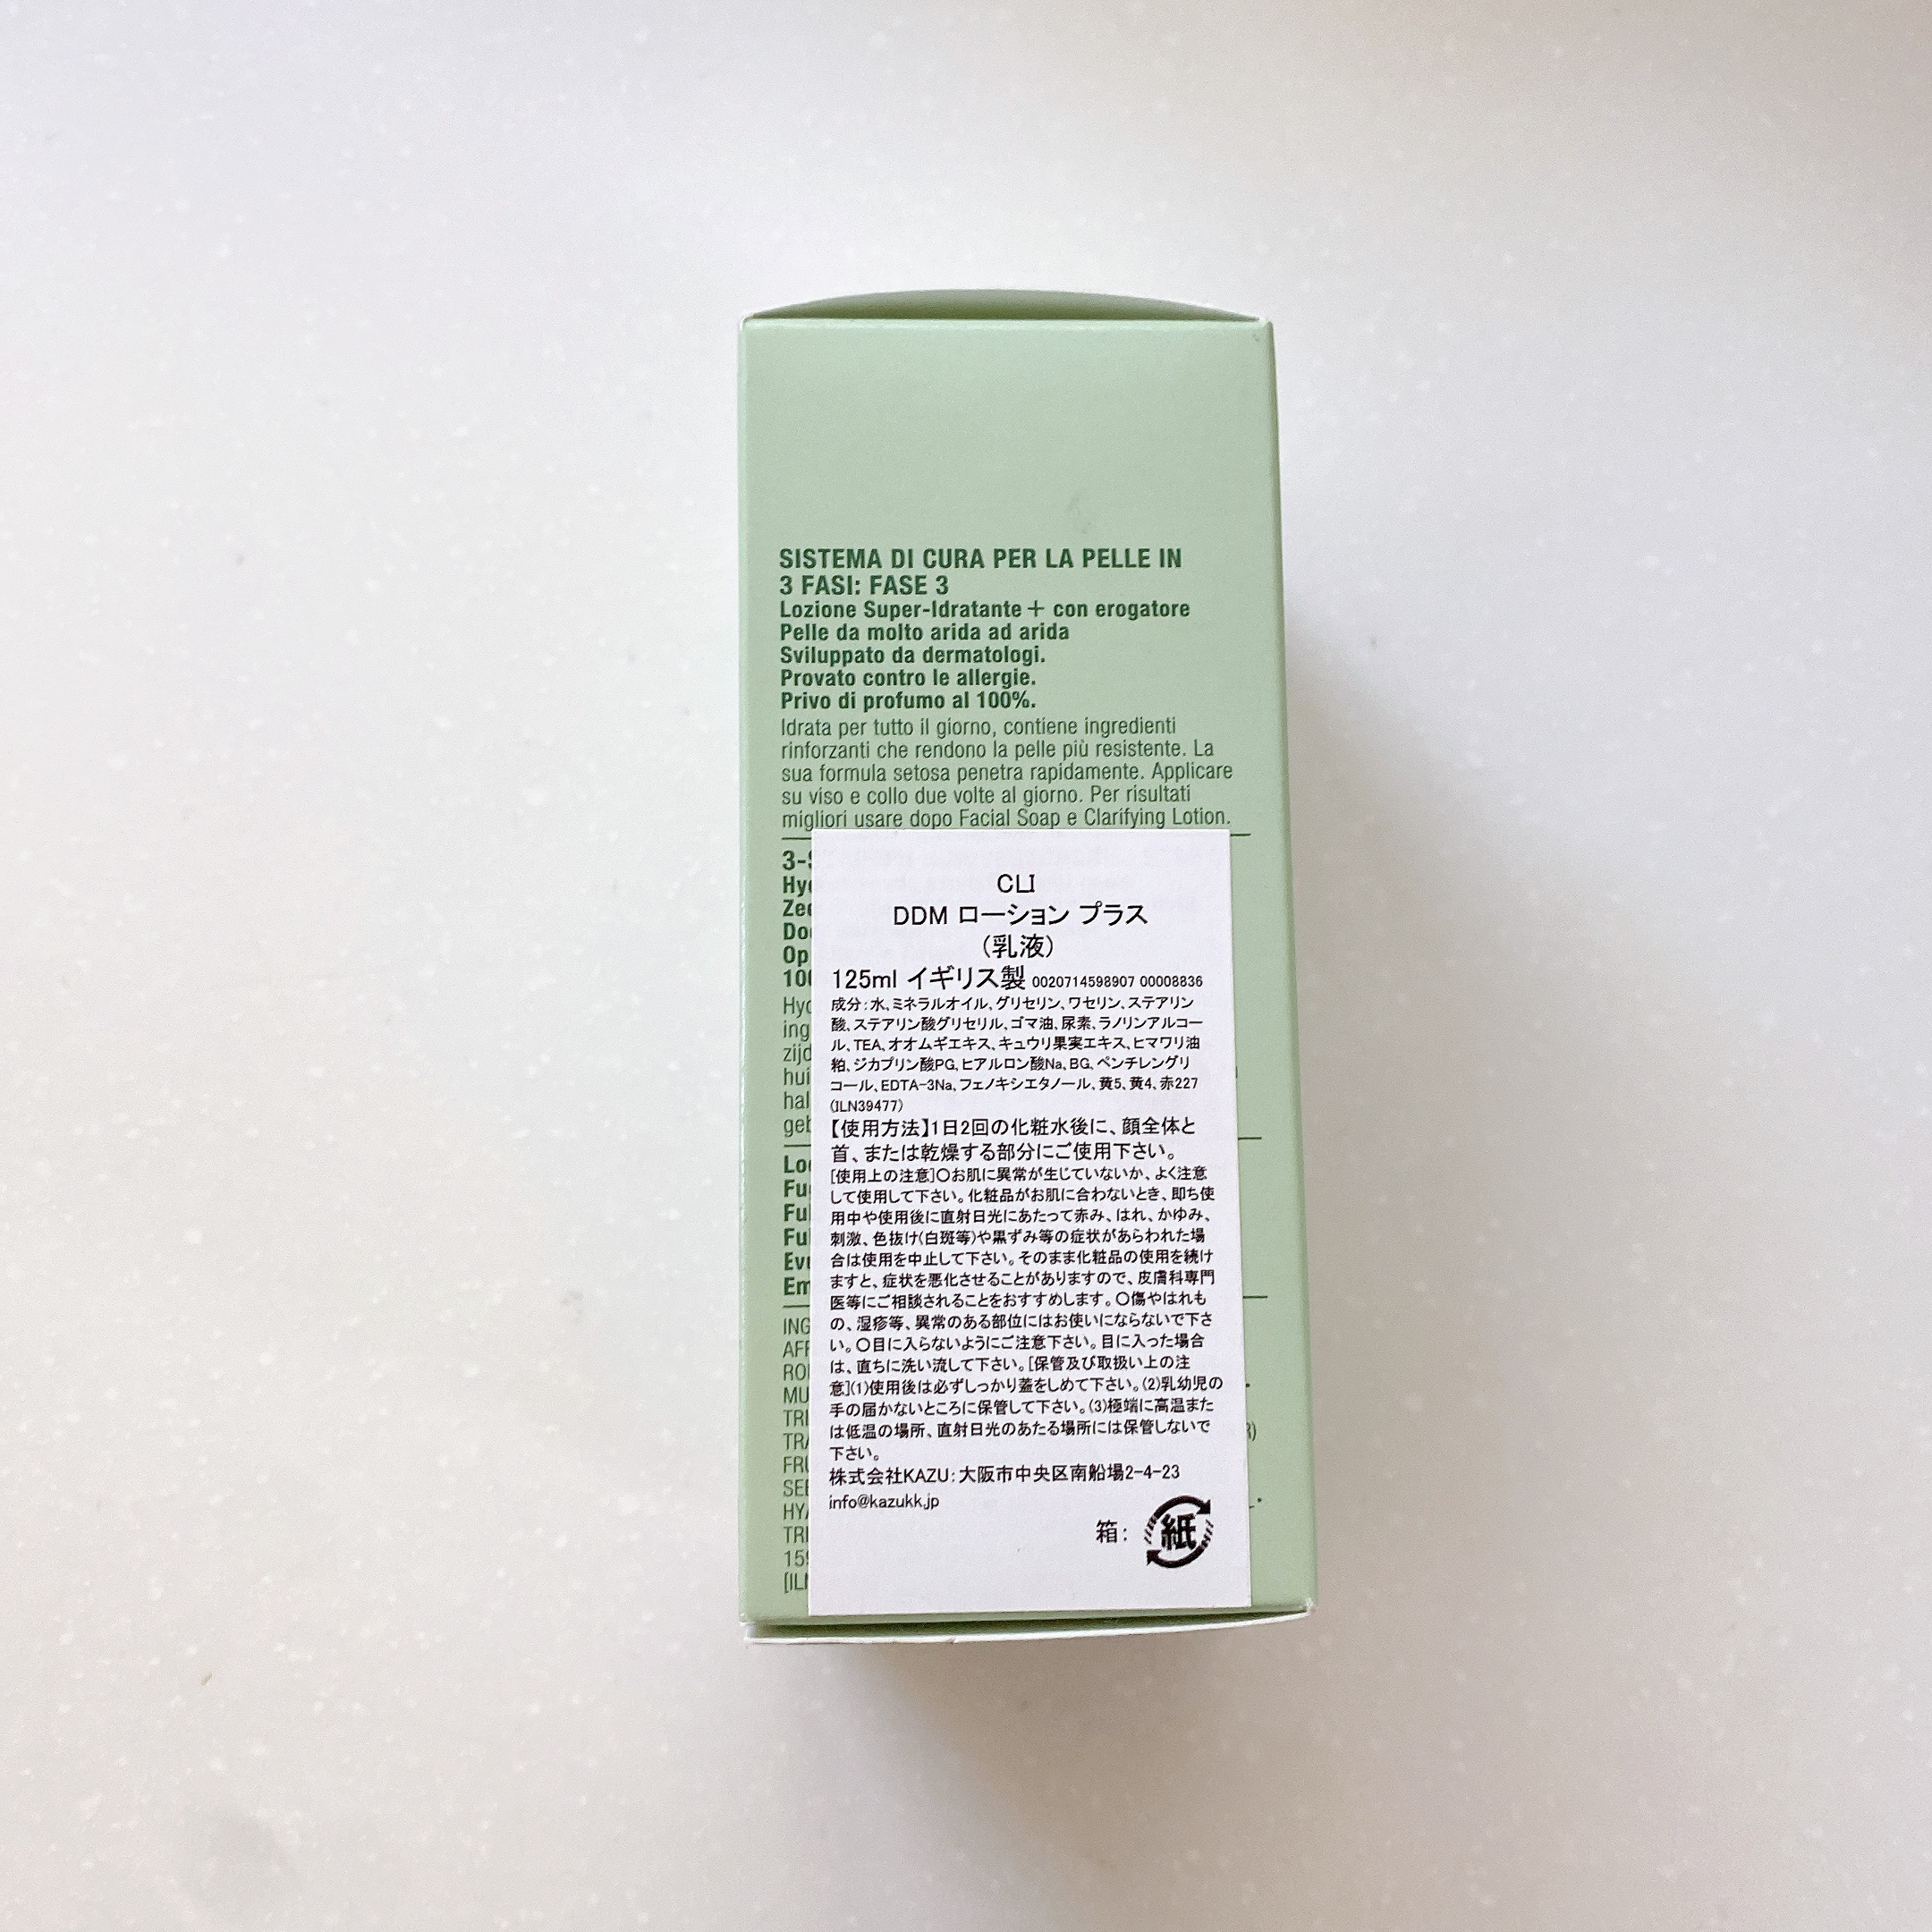 SISTEMA DI CURA PER LA PELLE IN
3 FASI: FASE 3
Lozione Super-Idratante + con erogatore
Pelle da molto arida ad arida
Sviluppato da dermatologi.
Provato contro le allergie.
Privo di profumo al 100%.
Idrata per tutto il giorno, contiene ingredienti
rinforzanti che rendono la pelle più resistente. La
sua formula setosa penetra rapidamente. Applicare
su viso e collo due volte al giorno. Per risultati
migliori usare dopo Facial Soap e Clarifying Lotion.
CLI
DDM ローション プラス
(乳液)
125ml イギリス製 0020714598907 00008836
成分：水、ミネラルオイル、グリセリン、ワセリン、ステアリン
酸、ステアリン酸グリセリル、ゴマ油、尿素、ラノリンアルコー
ル、TEA、オオムギエキス、キュウリ果実エキス、ヒマワリ油
粕、ジカプリン酸PG、ヒアルロン酸Na、BG、ペンチレングリ
コール、EDTA-3Na、フェノキシエタノール、黄5、黄4、赤227
(ILN39477)
【使用方法】1日2回の化粧水後に、顔全体と
首、または乾燥する部分にご使用下さい。
[使用上の注意]〇お肌に異常が生じていないか、よく注意
して使用して下さい。化粧品がお肌に合わないとき、即ち使
用中や使用後に直射日光にあたって赤み、はれ、かゆみ、
刺激、色抜け(白斑等)や黒ずみ等の症状があらわれた場
合は使用を中止して下さい。そのまま化粧品の使用を続け
ますと、症状を悪化させることがありますので、皮膚科専門
医等にご相談されることをおすすめします。〇傷やはれも
の、湿疹等、異常のある部位にはお使いにならないで下さ
い。〇目に入らないようにご注意下さい。目に入った場合
は、直ちに洗い流して下さい。[保管及び取扱い上の注
意](1)使用後は必ずしっかり蓋をしめて下さい。(2)乳幼児の
手の届かないところに保管して下さい。(3)極端に高温また
は低温の場所、直射日光のあたる場所には保管しないで
下さい。
株式会社KAZU：大阪市中央区南船場2-4-23
info@kazukk.jp
箱： 紙